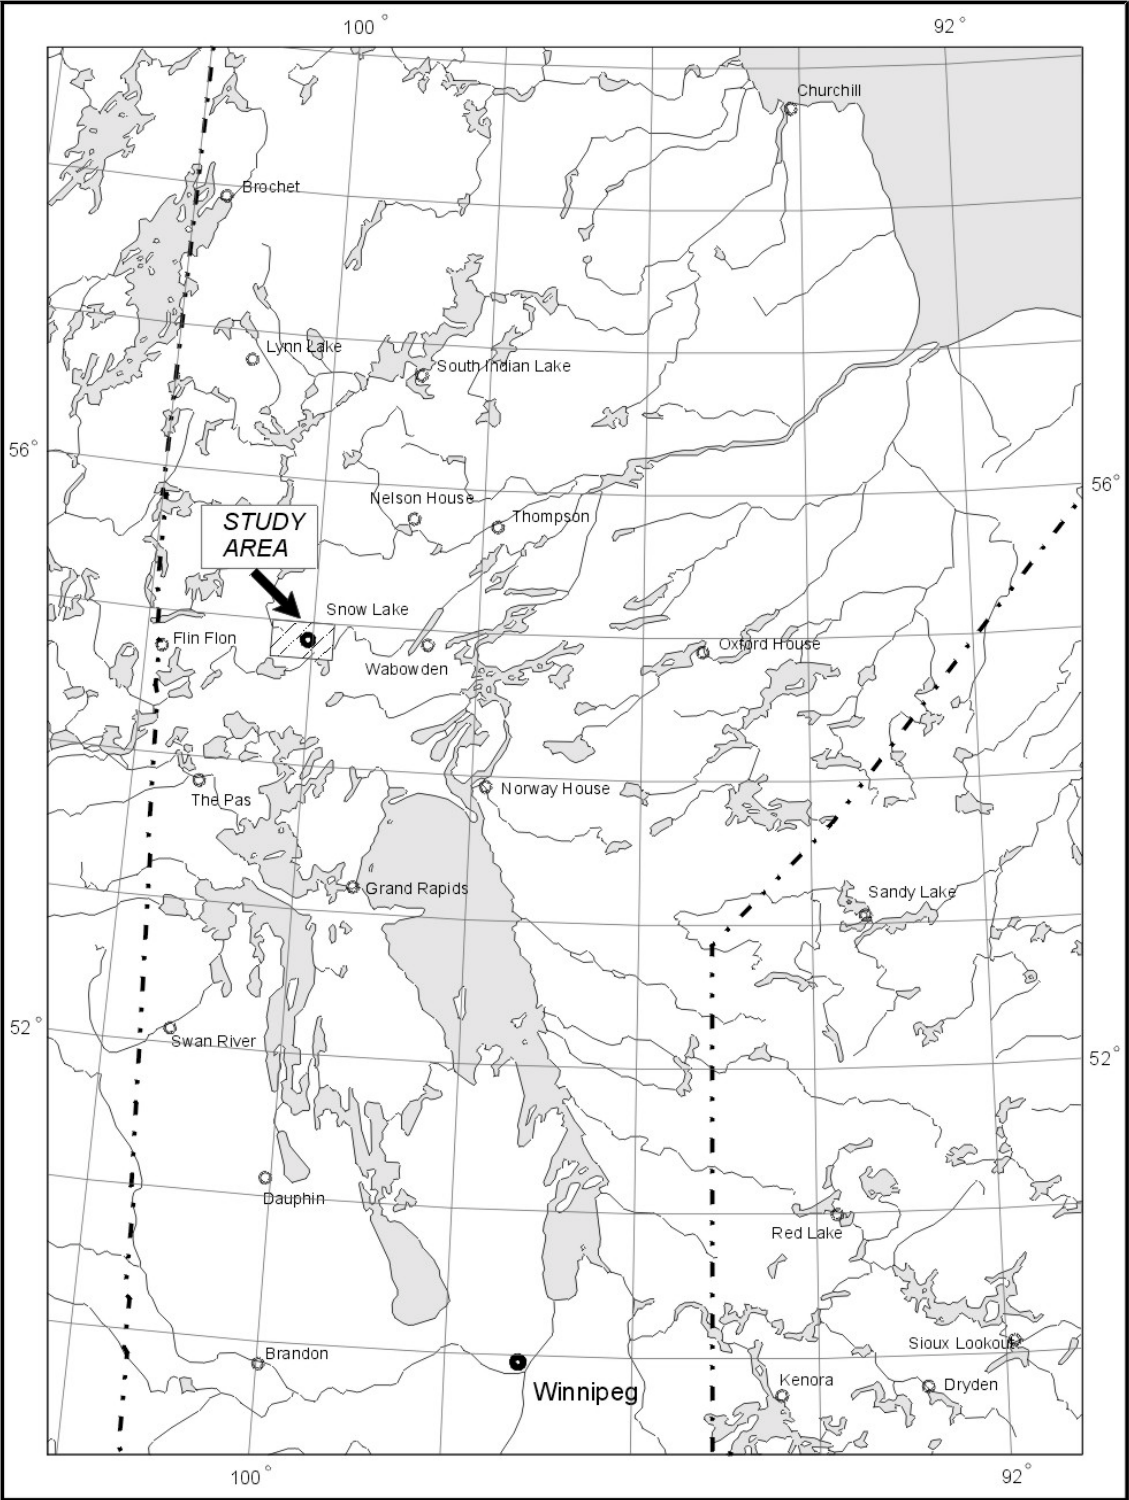 100°
92°
Churchill
Brochet
Lynn Lake
South Indian Lake
56°
56°
Nelson House
STUDY
AREA
Thompson
Snow Lake
Flin Flon
Wabowden
Oxford House
The Pas
Norway House
Grand Rapids
Sandy Lake
52°
Swan River
52°
Dauphin
Red Lake
Sioux Lookout
Brandon
Winnipeg
Kenora
Dryden
100°
92°